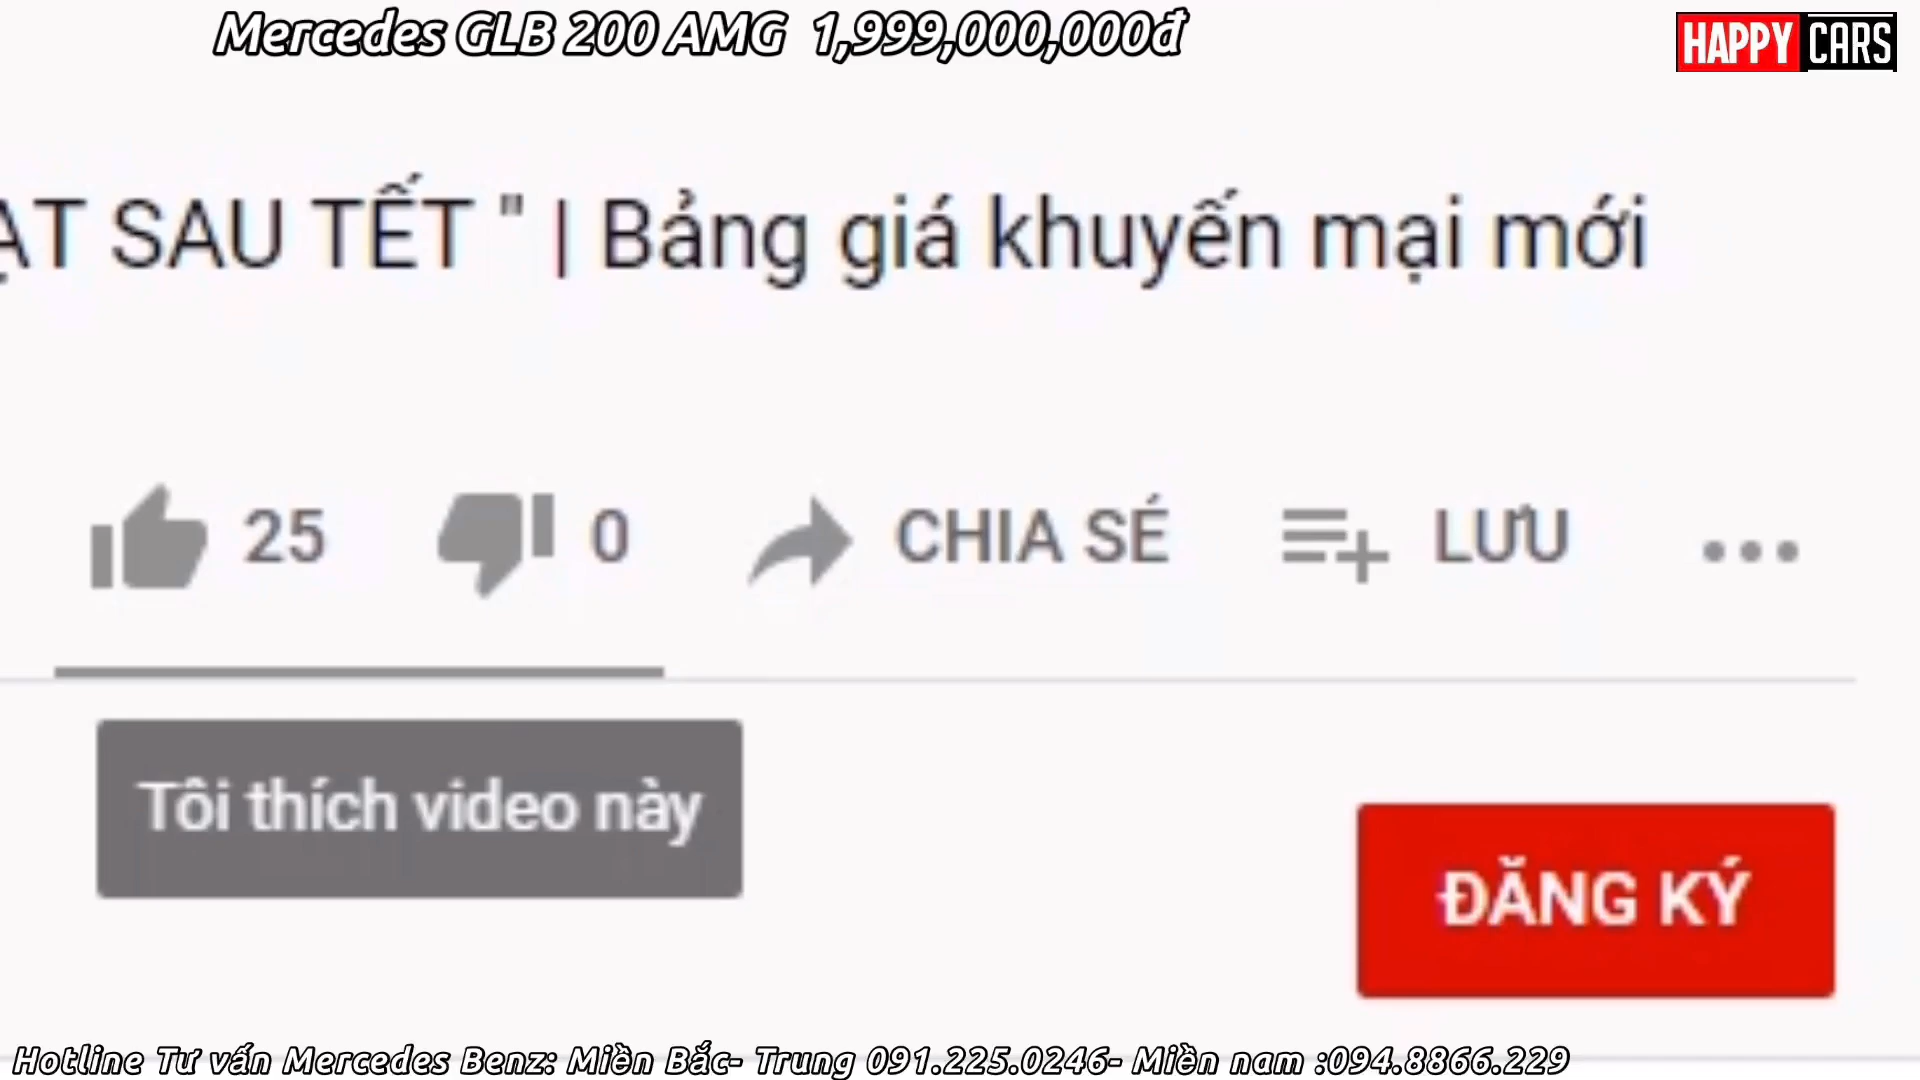 Mercedes GLB 200 AMG 1,999,000,000đ
HAPPY CARS
ẠT SAU TẾT " | Bảng giá khuyến mại mới
25 0 CHIA SẺ LƯU
Tôi thích video này
ĐĂNG KÝ
Hotline Tư vấn Mercedes Benz: Miền Bắc- Trung 091.225.0246- Miền nam :094.8866.229